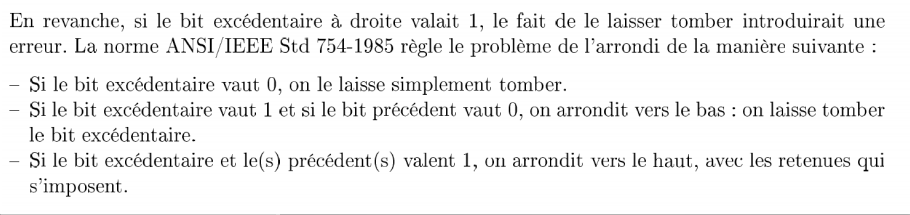 En revanche, si le bit excédentaire à droite valait 1, le fait de le laisser tomber introduirait une
erreur. La norme ANSI/IEEE Std 754-1985 règle le problème de l'arrondi de la manière suivante :
– Si le bit excédentaire vaut 0, on le laisse simplement tomber.
– Si le bit excédentaire vaut 1 et si le bit précédent vaut 0, on arrondit vers le bas : on laisse tomber
le bit excédentaire.
– Si le bit excédentaire et le(s) précédent(s) valent 1, on arrondit vers le haut, avec les retenues qui
s'imposent.